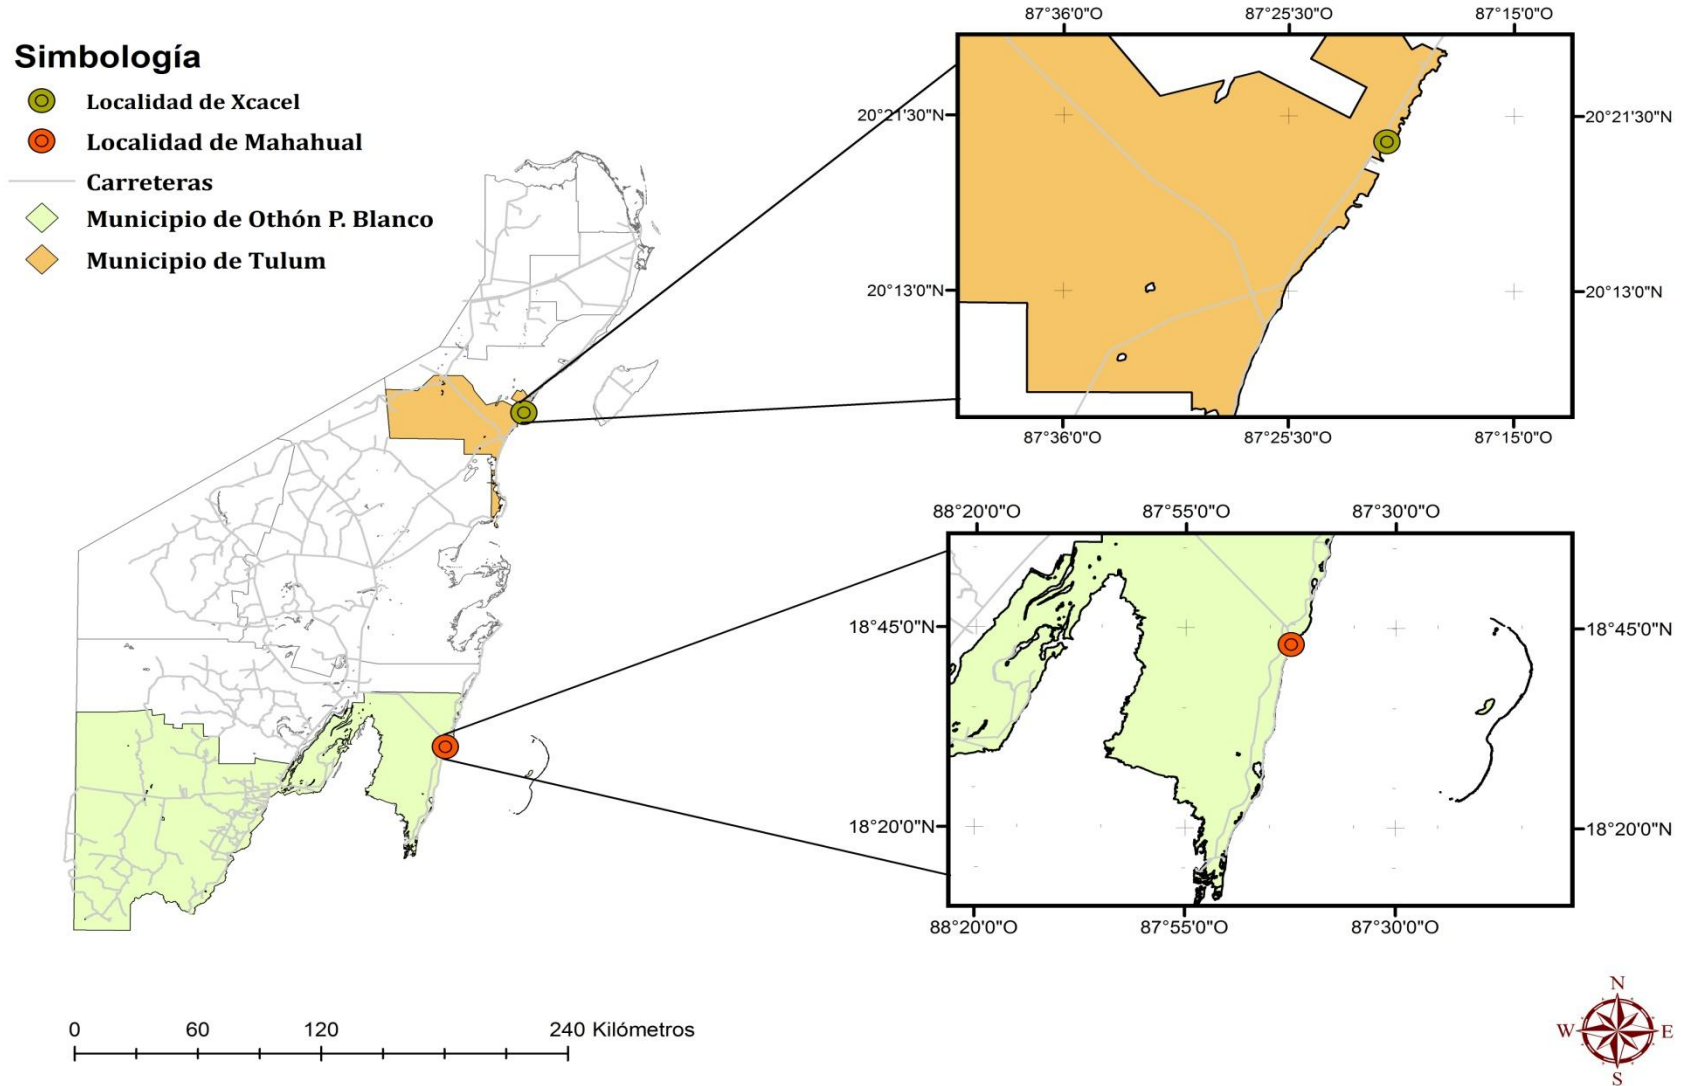 Simbología
Localidad de Xcacel
Localidad de Mahahual
Carreteras
Municipio de Othón P. Blanco
Municipio de Tulum
87°36'0"O 87°25'30"O 87°15'0"O
20°21'30"N 20°21'30"N
20°13'0"N 20°13'0"N
87°36'0"O 87°25'30"O 87°15'0"O
88°20'0"O 87°55'0"O 87°30'0"O
18°45'0"N 18°45'0"N
18°20'0"N 18°20'0"N
88°20'0"O 87°55'0"O 87°30'0"O
0 60 120 240 Kilómetros
N
W E
S